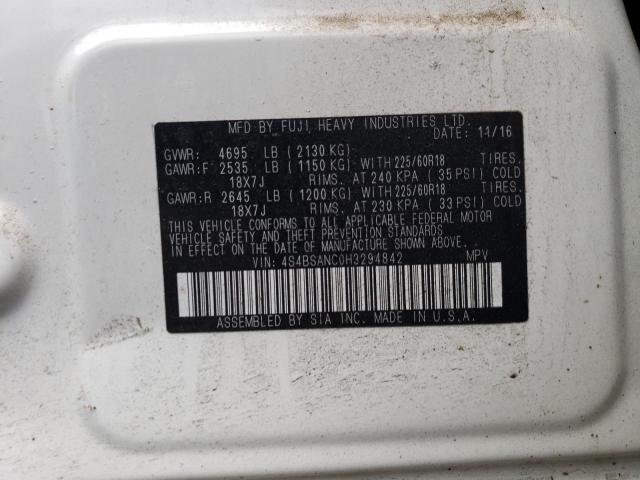 MFD BY FUJI HEAVY INDUSTRIES LTD.
DATE: 11/16
GVWR: 4695 LB (2130 KG)
GAWR:F 2535 LB (1150 KG) WITH 225/60R18 TIRES.
18X7J RIMS. AT 240 KPA (35 PSI) COLD
GAWR:R 2645 LB (1200 KG) WITH 225/60R18 TIRES.
18X7J RIMS. AT 230 KPA (33 PSI) COLD
THIS VEHICLE CONFORMS TO ALL APPLICABLE FEDERAL MOTOR
VEHICLE SAFETY AND THEFT PREVENTION STANDARDS
IN EFFECT ON THE DATE OF MANUFACTURE SHOWN ABOVE.
VIN: 4S4BSANC0H3294842 MPV
ASSEMBLED BY SIA INC. MADE IN U.S.A.